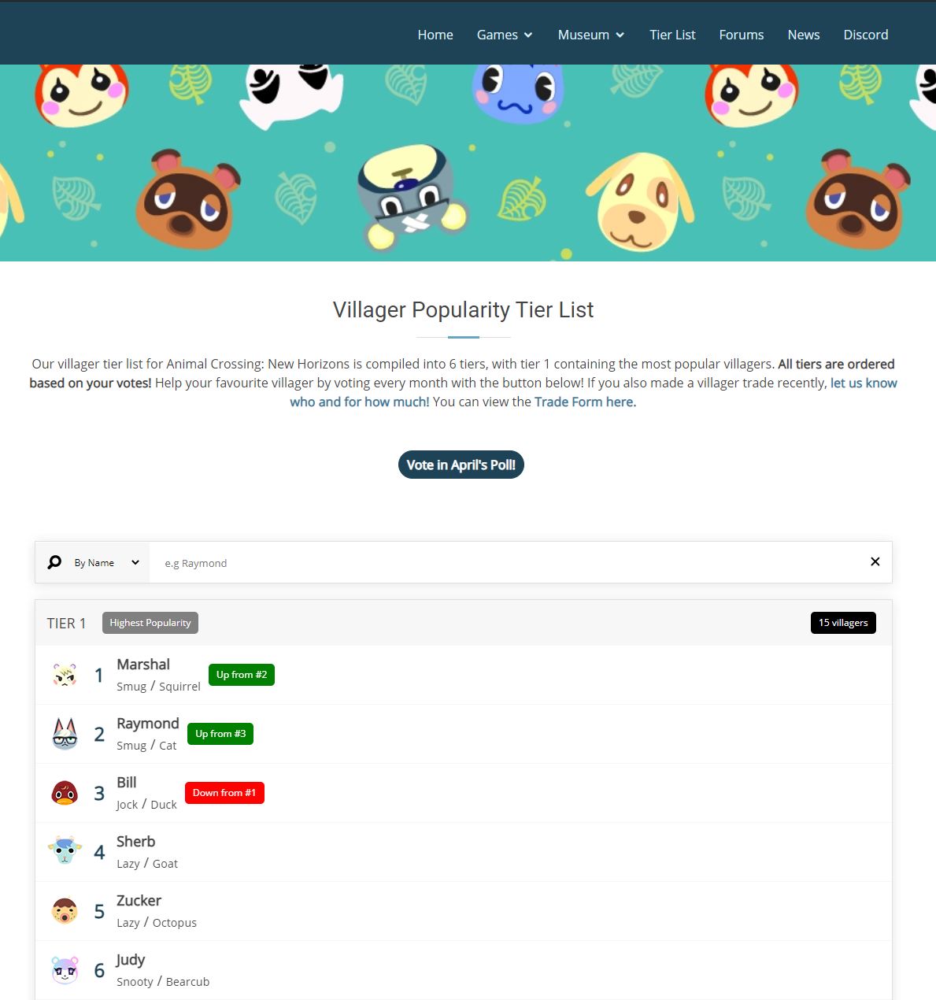 Home Games Museum Tier List Forums News Discord
Villager Popularity Tier List
Our villager tier list for Animal Crossing: New Horizons is compiled into 6 tiers, with tier 1 containing the most popular villagers. All tiers are ordered
based on your votes! Help your favourite villager by voting every month with the button below! If you also made a villager trade recently, let us know
who and for how much! You can view the Trade Form here.
Vote in April's Poll!
By Name e.g Raymond
TIER 1 Highest Popularity 15 villagers
1 Marshal Up from #2
Smug / Squirrel
2 Raymond Up from #3
Smug / Cat
3 Bill Down from #1
Jock / Duck
4 Sherb
Lazy / Goat
5 Zucker
Lazy / Octopus
6 Judy
Snooty / Bearcub